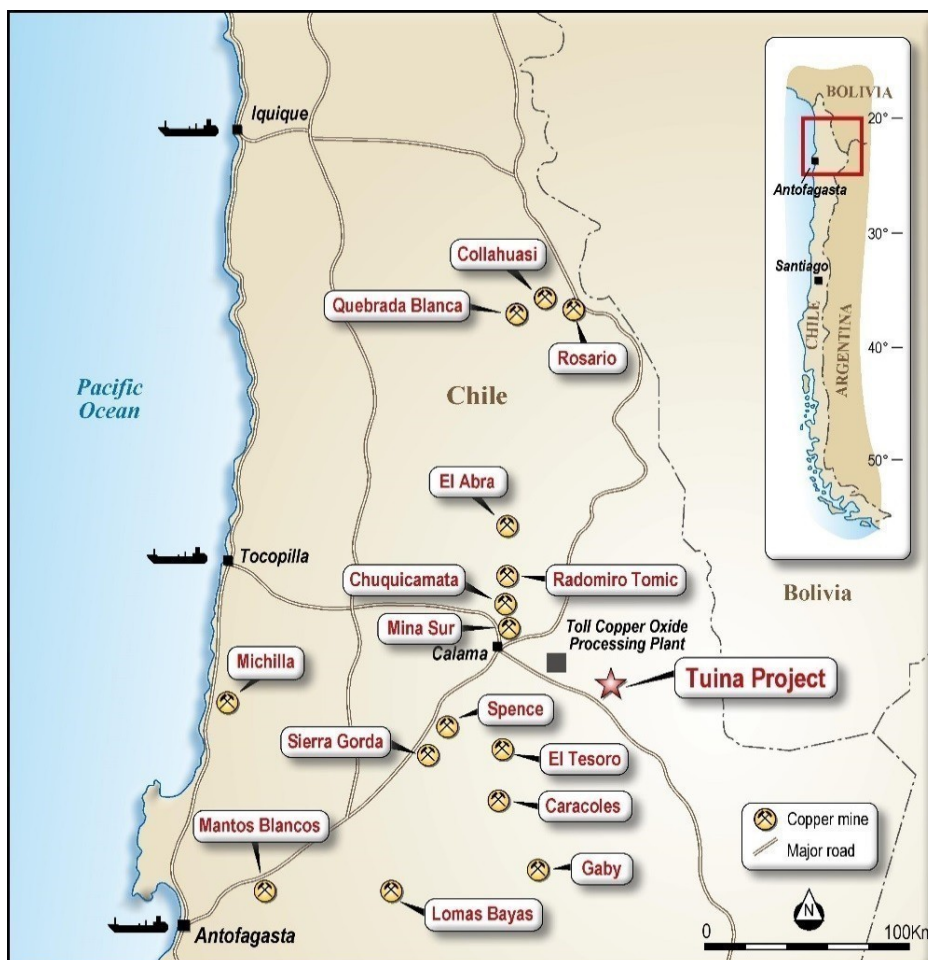 Iquique
BOLIVIA
20°
Antofagasta
30°
Santiago
CHILE
ARGENTINA
40°
50°
Collahuasi
Quebrada Blanca
Rosario
Pacific
Ocean
Chile
El Abra
Tocopilla
Chuquicamata
Radomiro Tomic
Bolivia
Mina Sur
Toll Copper Oxide
Processing Plant
Calama
Michilla
Tuina Project
Spence
Sierra Gorda
El Tesoro
Caracoles
Mantos Blancos
Copper mine
Major road
Gaby
Lomas Bayas
N
Antofagasta
0 100Km